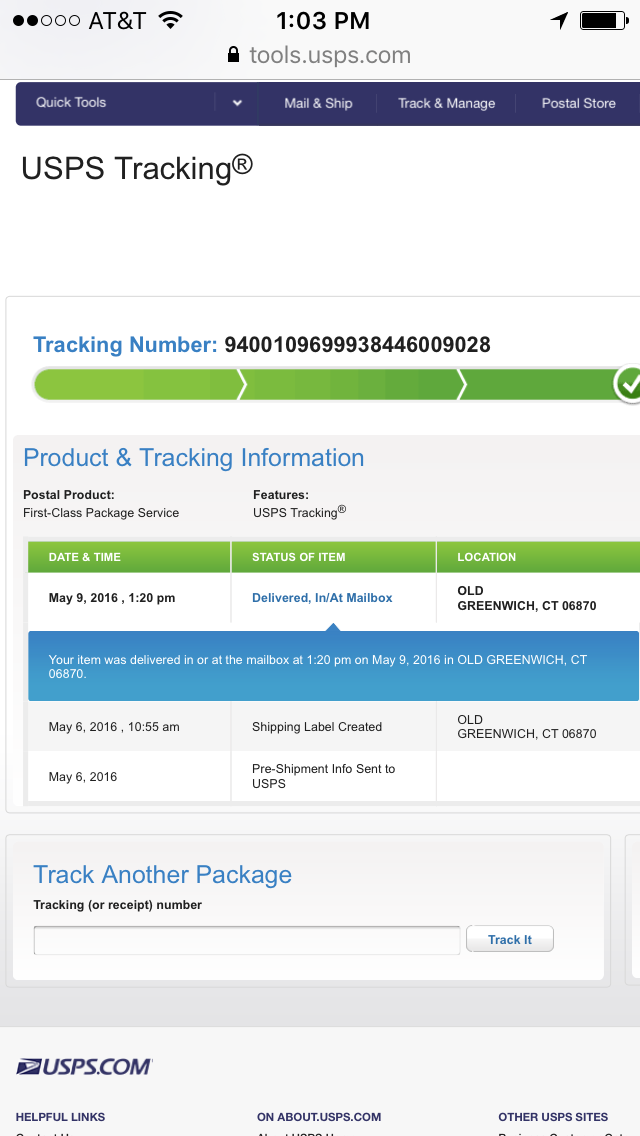 AT&T 1:03 PM
tools.usps.com
Quick Tools Mail & Ship Track & Manage Postal Store
USPS Tracking®
Tracking Number: 9400109699938446009028
Product & Tracking Information
Postal Product: Features:
First-Class Package Service USPS Tracking®
DATE & TIME STATUS OF ITEM LOCATION
May 9, 2016 , 1:20 pm Delivered, In/At Mailbox OLD
GREENWICH, CT 06870
Your item was delivered in or at the mailbox at 1:20 pm on May 9, 2016 in OLD GREENWICH, CT
06870.
May 6, 2016 , 10:55 am Shipping Label Created OLD
GREENWICH, CT 06870
May 6, 2016 Pre-Shipment Info Sent to
USPS
Track Another Package
Tracking (or receipt) number
Track It
USPS.COM
HELPFUL LINKS ON ABOUT.USPS.COM OTHER USPS SITES